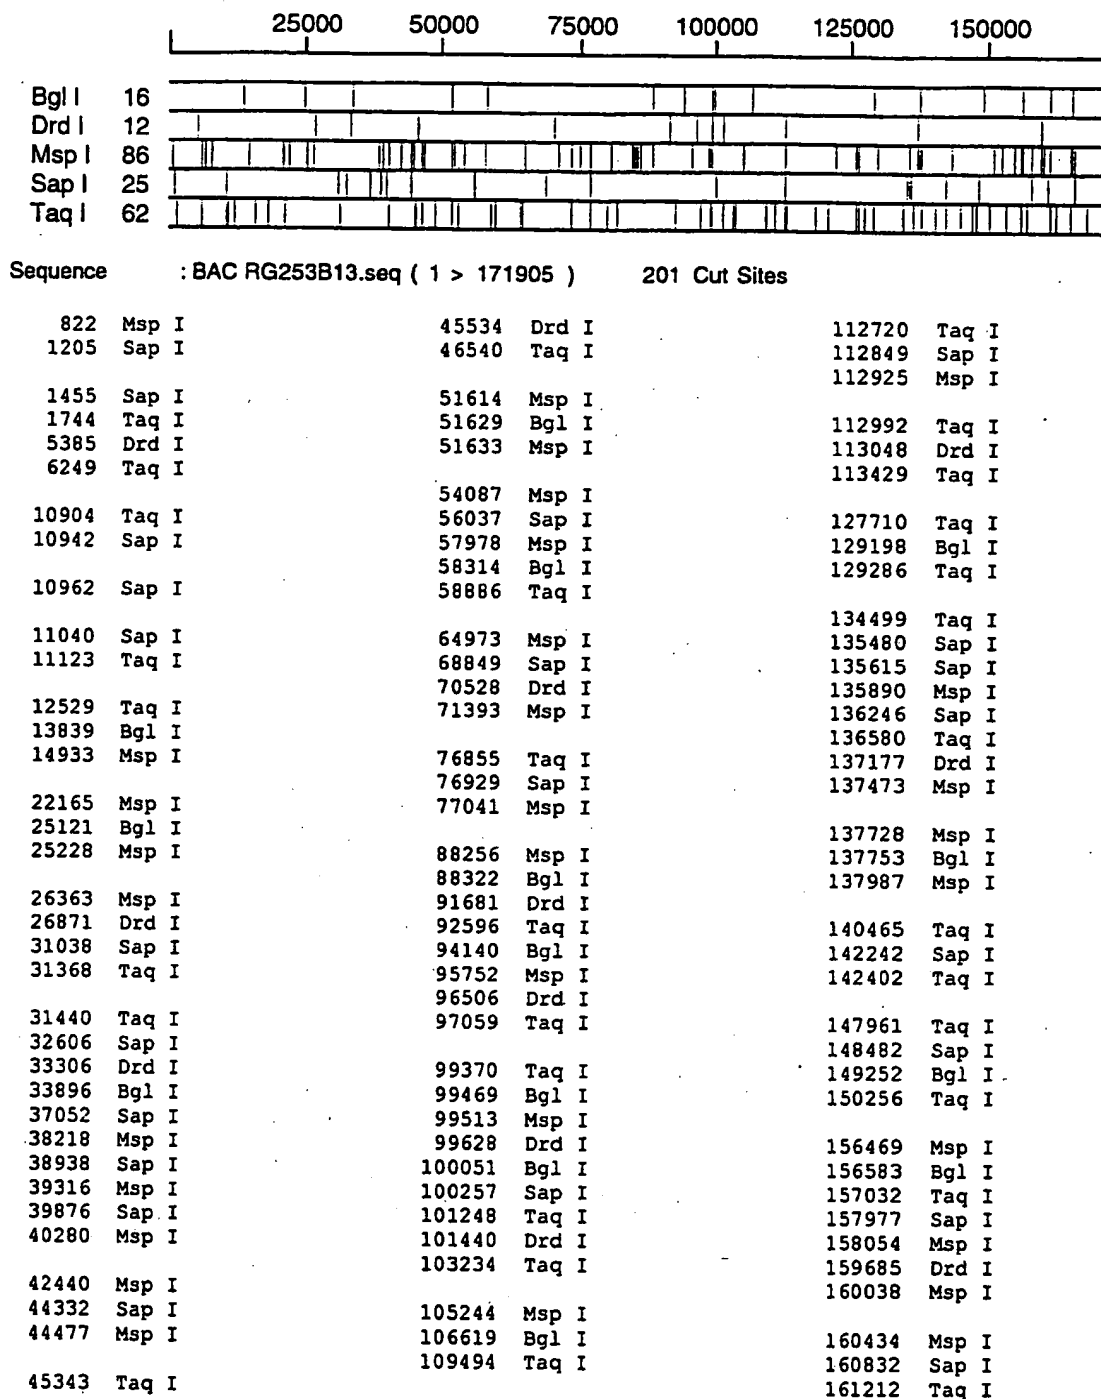 25000 50000 75000 100000 125000 150000
Bgl I 16
Drd I 12
Msp I 86
Sap I 25
Taq I 62
Sequence : BAC RG253B13.seq ( 1 > 171905 ) 201 Cut Sites
822 Msp I
1205 Sap I
1455 Sap I
1744 Taq I
5385 Drd I
6249 Taq I
10904 Taq I
10942 Sap I
10962 Sap I
11040 Sap I
11123 Taq I
12529 Taq I
13839 Bgl I
14933 Msp I
22165 Msp I
25121 Bgl I
25228 Msp I
26363 Msp I
26871 Drd I
31038 Sap I
31368 Taq I
31440 Taq I
32606 Sap I
33306 Drd I
33896 Bgl I
37052 Sap I
38218 Msp I
38938 Sap I
39316 Msp I
39876 Sap I
40280 Msp I
42440 Msp I
44332 Sap I
44477 Msp I
45343 Taq I
45534 Drd I
46540 Taq I
51614 Msp I
51629 Bgl I
51633 Msp I
54087 Msp I
56037 Sap I
57978 Msp I
58314 Bgl I
58886 Taq I
64973 Msp I
68849 Sap I
70528 Drd I
71393 Msp I
76855 Taq I
76929 Sap I
77041 Msp I
88256 Msp I
88322 Bgl I
91681 Drd I
92596 Taq I
94140 Bgl I
95752 Msp I
96506 Drd I
97059 Taq I
99370 Taq I
99469 Bgl I
99513 Msp I
99628 Drd I
100051 Bgl I
100257 Sap I
101248 Taq I
101440 Drd I
103234 Taq I
105244 Msp I
106619 Bgl I
109494 Taq I
112720 Taq I
112849 Sap I
112925 Msp I
112992 Taq I
113048 Drd I
113429 Taq I
127710 Taq I
129198 Bgl I
129286 Taq I
134499 Taq I
135480 Sap I
135615 Sap I
135890 Msp I
136246 Sap I
136580 Taq I
137177 Drd I
137473 Msp I
137728 Msp I
137753 Bgl I
137987 Msp I
140465 Taq I
142242 Sap I
142402 Taq I
147961 Taq I
148482 Sap I
149252 Bgl I
150256 Taq I
156469 Msp I
156583 Bgl I
157032 Taq I
157977 Sap I
158054 Msp I
159685 Drd I
160038 Msp I
160434 Msp I
160832 Sap I
161212 Taq I